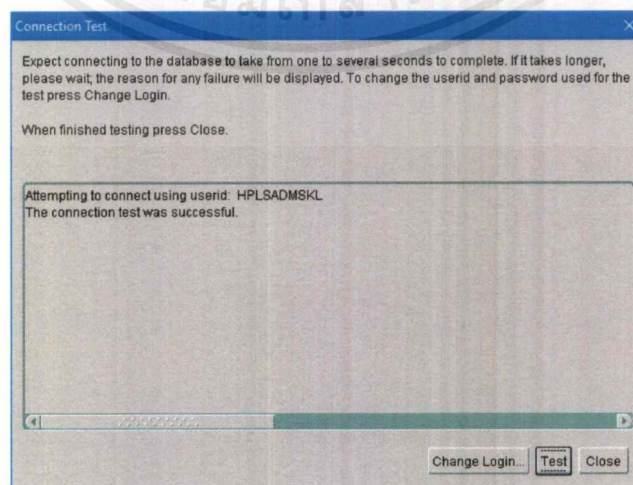 Connection Test
Expect connecting to the database to take from one to several seconds to complete. If it takes longer,
please wait; the reason for any failure will be displayed. To change the userid and password used for the
test press Change Login.
When finished testing press Close.
Attempting to connect using userid: HPLSADMSKL
The connection test was successful.
Change Login... Test Close